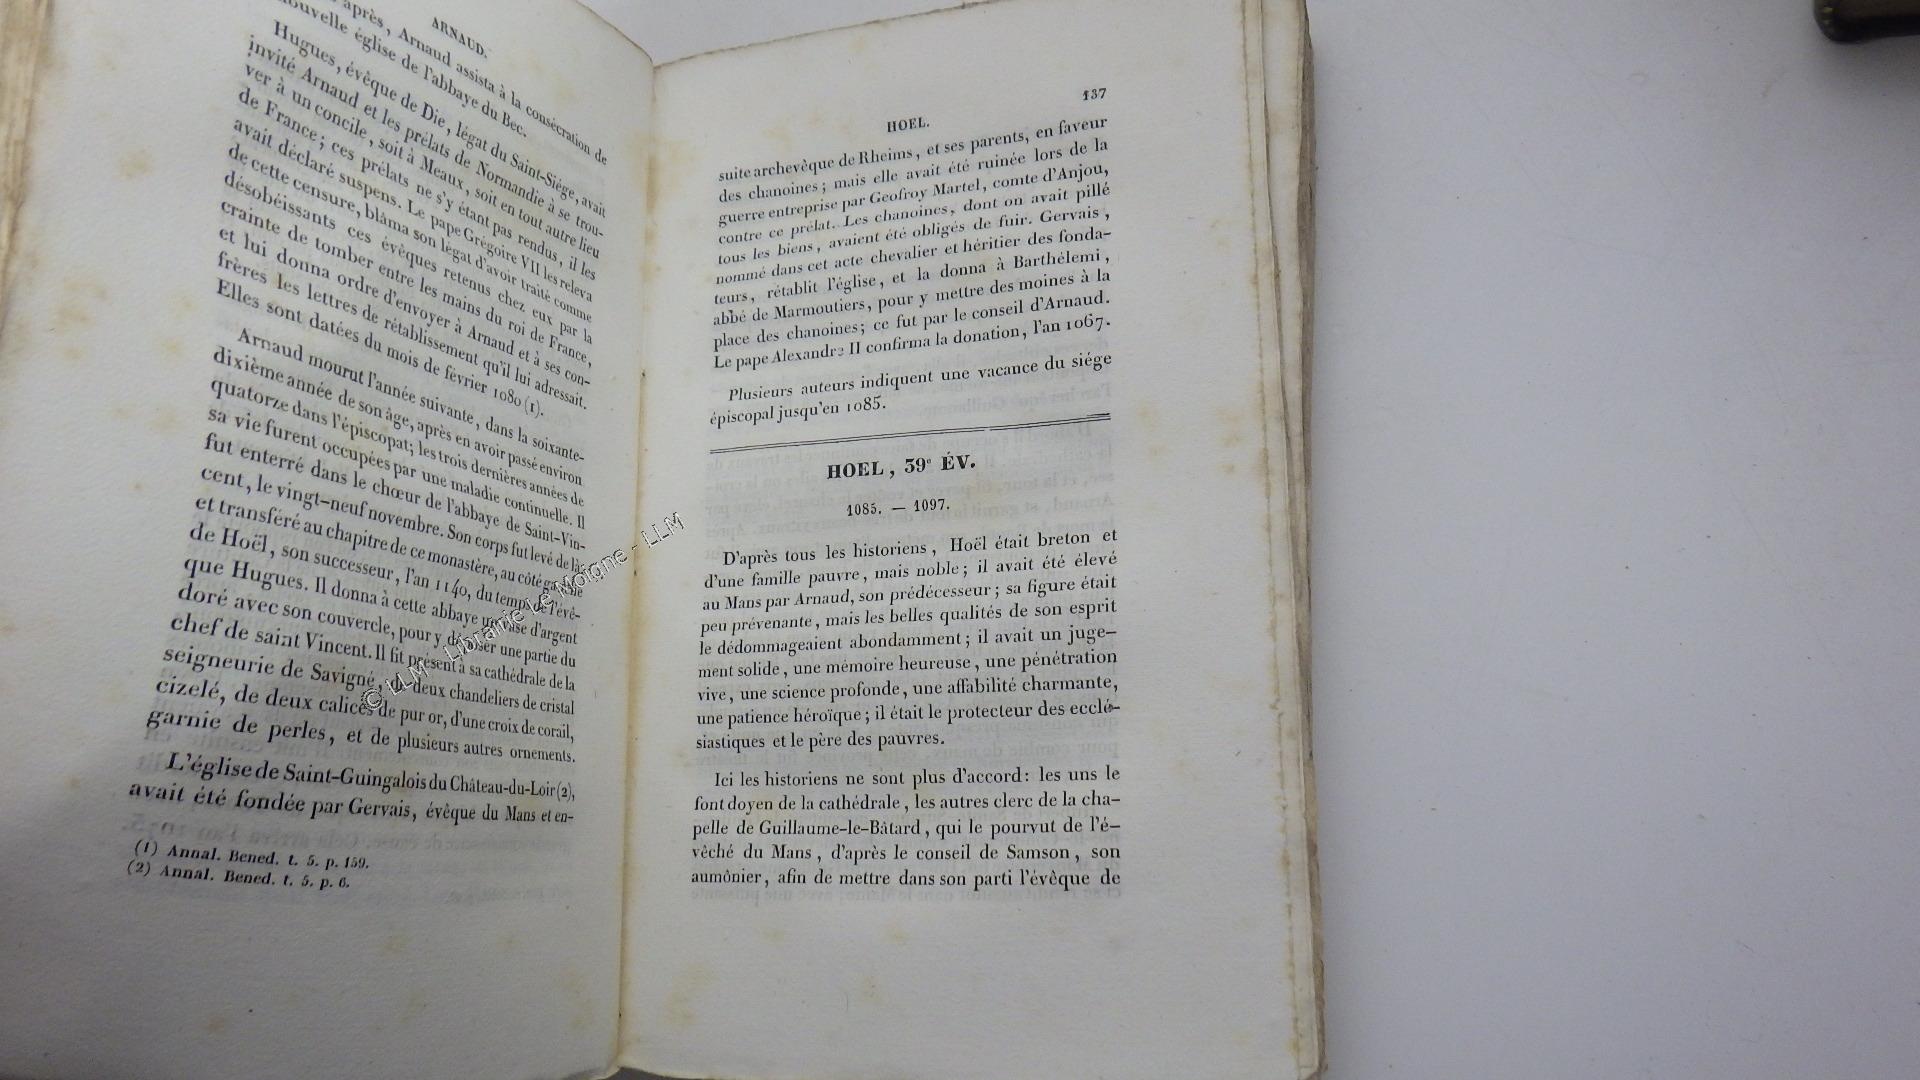 ARNAUD.
après, Arnaud assista à la consécration de
nouvelle église de l'abbaye du Bec.
Hugues, évêque de Die, légat du Saint-Siége, avait
invité Arnaud et les prélats de Normandie à se trou-
ver à un concile, soit à Meaux, soit en tout autre lieu
de France; ces prélats ne s'y étant pas rendus, il les
avait déclaré suspens. Le pape Grégoire VII les releva
de cette censure, blâma son légat d'avoir traité comme
désobéissants ces évêques retenus chez eux par la
crainte de tomber entre les mains du roi de France,
et lui donna ordre d'envoyer à Arnaud et à ses con-
frères les lettres de rétablissement qu'il lui adressait.
Elles sont datées du mois de février 1080 (1).
Arnaud mourut l'année suivante, dans la soixante-
dixième année de son âge, après en avoir passé environ
quatorze dans l'épiscopat; les trois dernières années de
sa vie furent occupées par une maladie continuelle. Il
fut enterré dans le chœur de l'abbaye de Saint-Vin-
cent, le vingt-neuf novembre. Son corps fut levé de là,
et transféré au chapitre de ce monastère, au côté gauche
de Hoël, son successeur, l'an 1140, du temps de l'évê-
que Hugues. Il donna à cette abbaye un vase d'argent
doré avec son couvercle, pour y déposer une partie du
chef de saint Vincent. Il fit présent à sa cathédrale de la
seigneurie de Savigné, de deux chandeliers de cristal
cizelé, de deux calices de pur or, d'une croix de corail,
garnie de perles, et de plusieurs autres ornements.
L'église de Saint-Guingalois du Château-du-Loir (2),
avait été fondée par Gervais, évêque du Mans et en-
(1) Annal. Bened. t. 5. p. 159.
(2) Annal. Bened. t. 5. p. 6.
137
HOEL.
suite archevêque de Rheims, et ses parents, en faveur
des chanoines; mais elle avait été ruinée lors de la
guerre entreprise par Geofroy Martel, comte d'Anjou,
contre ce prélat. Les chanoines, dont on avait pillé
tous les biens, avaient été obligés de fuir. Gervais,
nommé dans cet acte chevalier et héritier des fonda-
teurs, rétablit l'église, et la donna à Barthélemi,
abbé de Marmoutiers, pour y mettre des moines à la
place des chanoines; ce fut par le conseil d'Arnaud.
Le pape Alexandre II confirma la donation, l'an 1067.
Plusieurs auteurs indiquent une vacance du siége
épiscopal jusqu'en 1085.
HOEL, 39e ÉV.
1085. — 1097.
D'après tous les historiens, Hoël était breton et
d'une famille pauvre, mais noble; il avait été élevé
au Mans par Arnaud, son prédécesseur; sa figure était
peu prévenante, mais les belles qualités de son esprit
le dédommageaient abondamment; il avait un juge-
ment solide, une mémoire heureuse, une pénétration
vive, une science profonde, une affabilité charmante,
une patience héroïque; il était le protecteur des ecclé-
siastiques et le père des pauvres.
Ici les historiens ne sont plus d'accord: les uns le
font doyen de la cathédrale, les autres clerc de la cha-
pelle de Guillaume-le-Bâtard, qui le pourvut de l'é-
vêché du Mans, d'après le conseil de Samson, son
aumônier, afin de mettre dans son parti l'évêque de
© LLM - Librairie Le Moigne - LLM